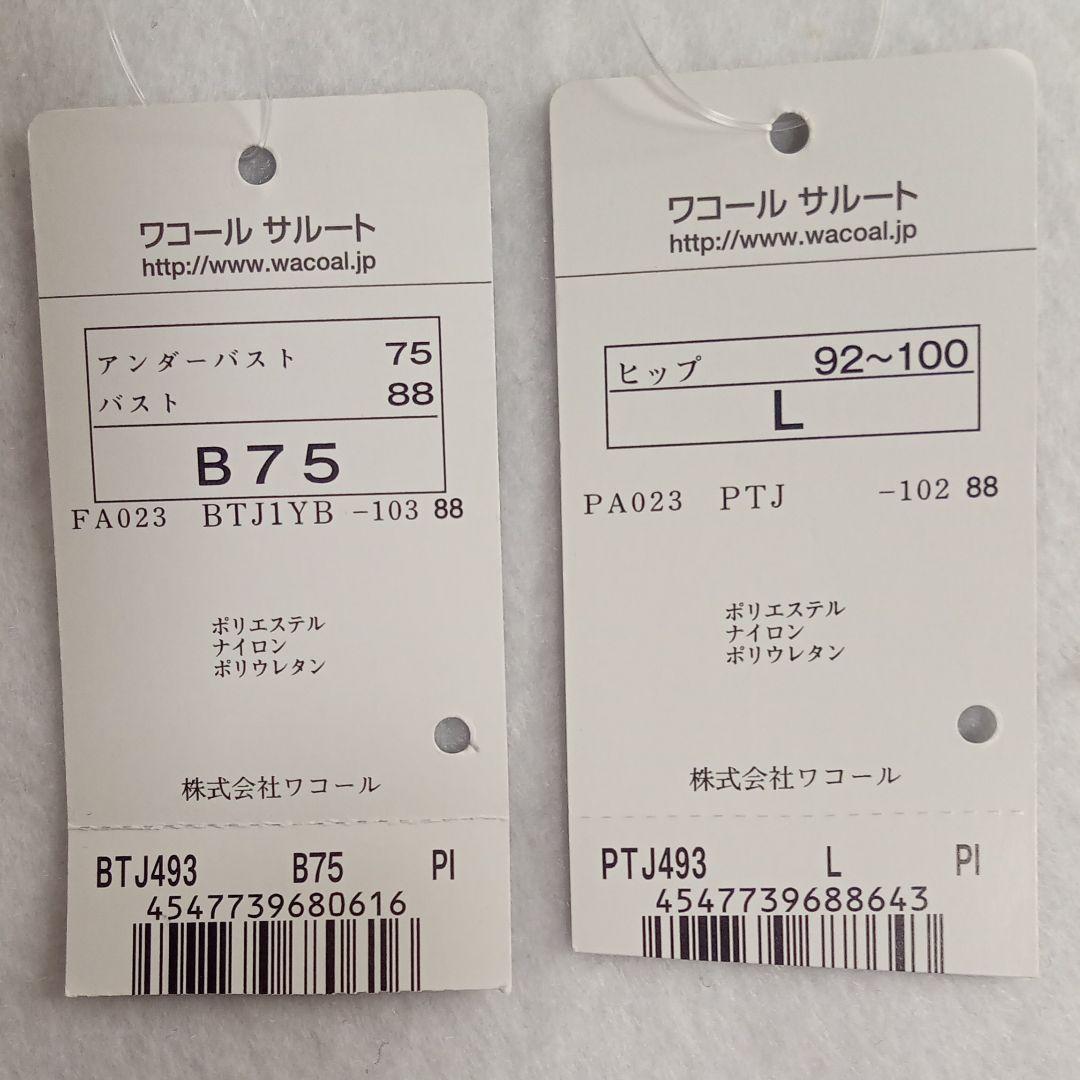 ワコール サルート
http://www.wacoal.jp
アンダーバスト 75
バスト 88
B75
FA023 BTJ1YB -103 88
ポリエステル
ナイロン
ポリウレタン
株式会社ワコール
BTJ493 B75 PI
4547739680616
ワコール サルート
http://www.wacoal.jp
ヒップ 92~100
L
PA023 PTJ -102 88
ポリエステル
ナイロン
ポリウレタン
株式会社ワコール
PTJ493 L PI
4547739688643